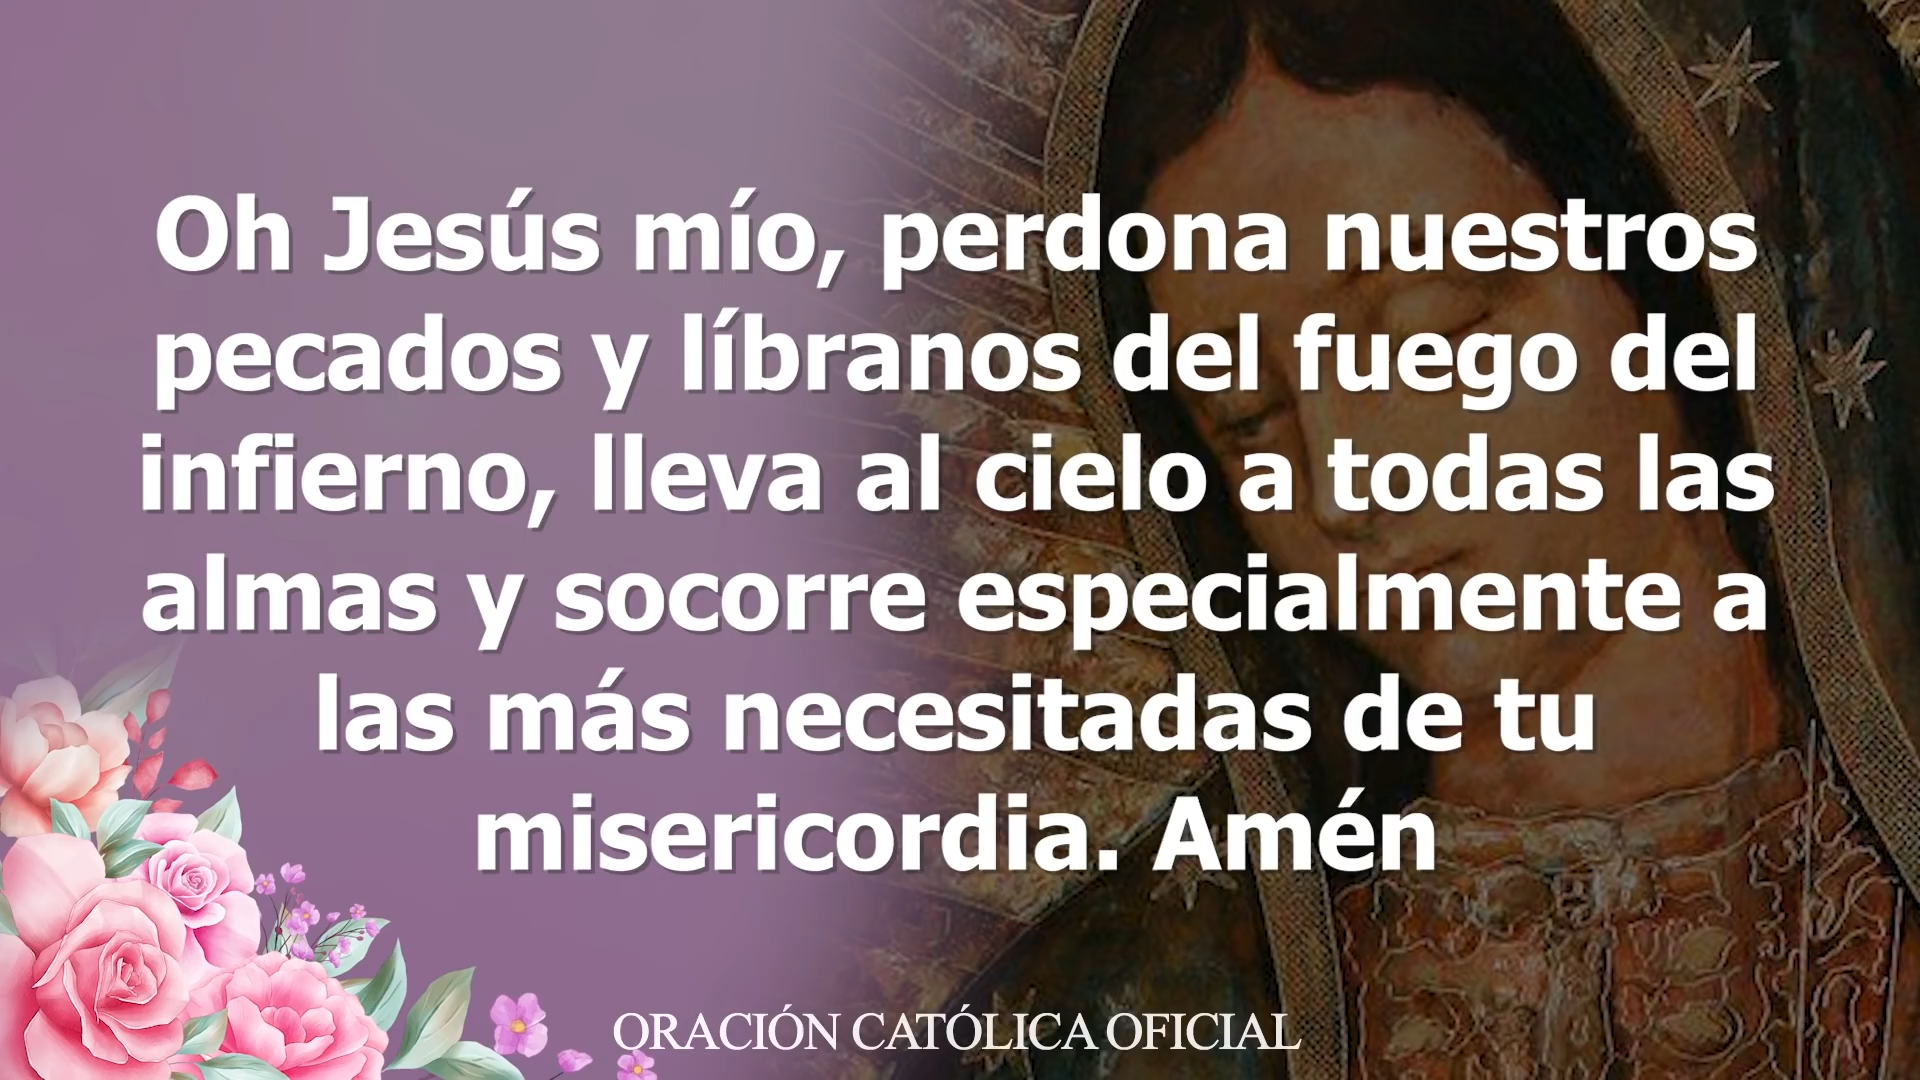 Oh Jesús mío, perdona nuestros
pecados y líbranos del fuego del
infierno, lleva al cielo a todas las
almas y socorre especialmente a
las más necesitadas de tu
misericordia. Amén
ORACIÓN CATÓLICA OFICIAL